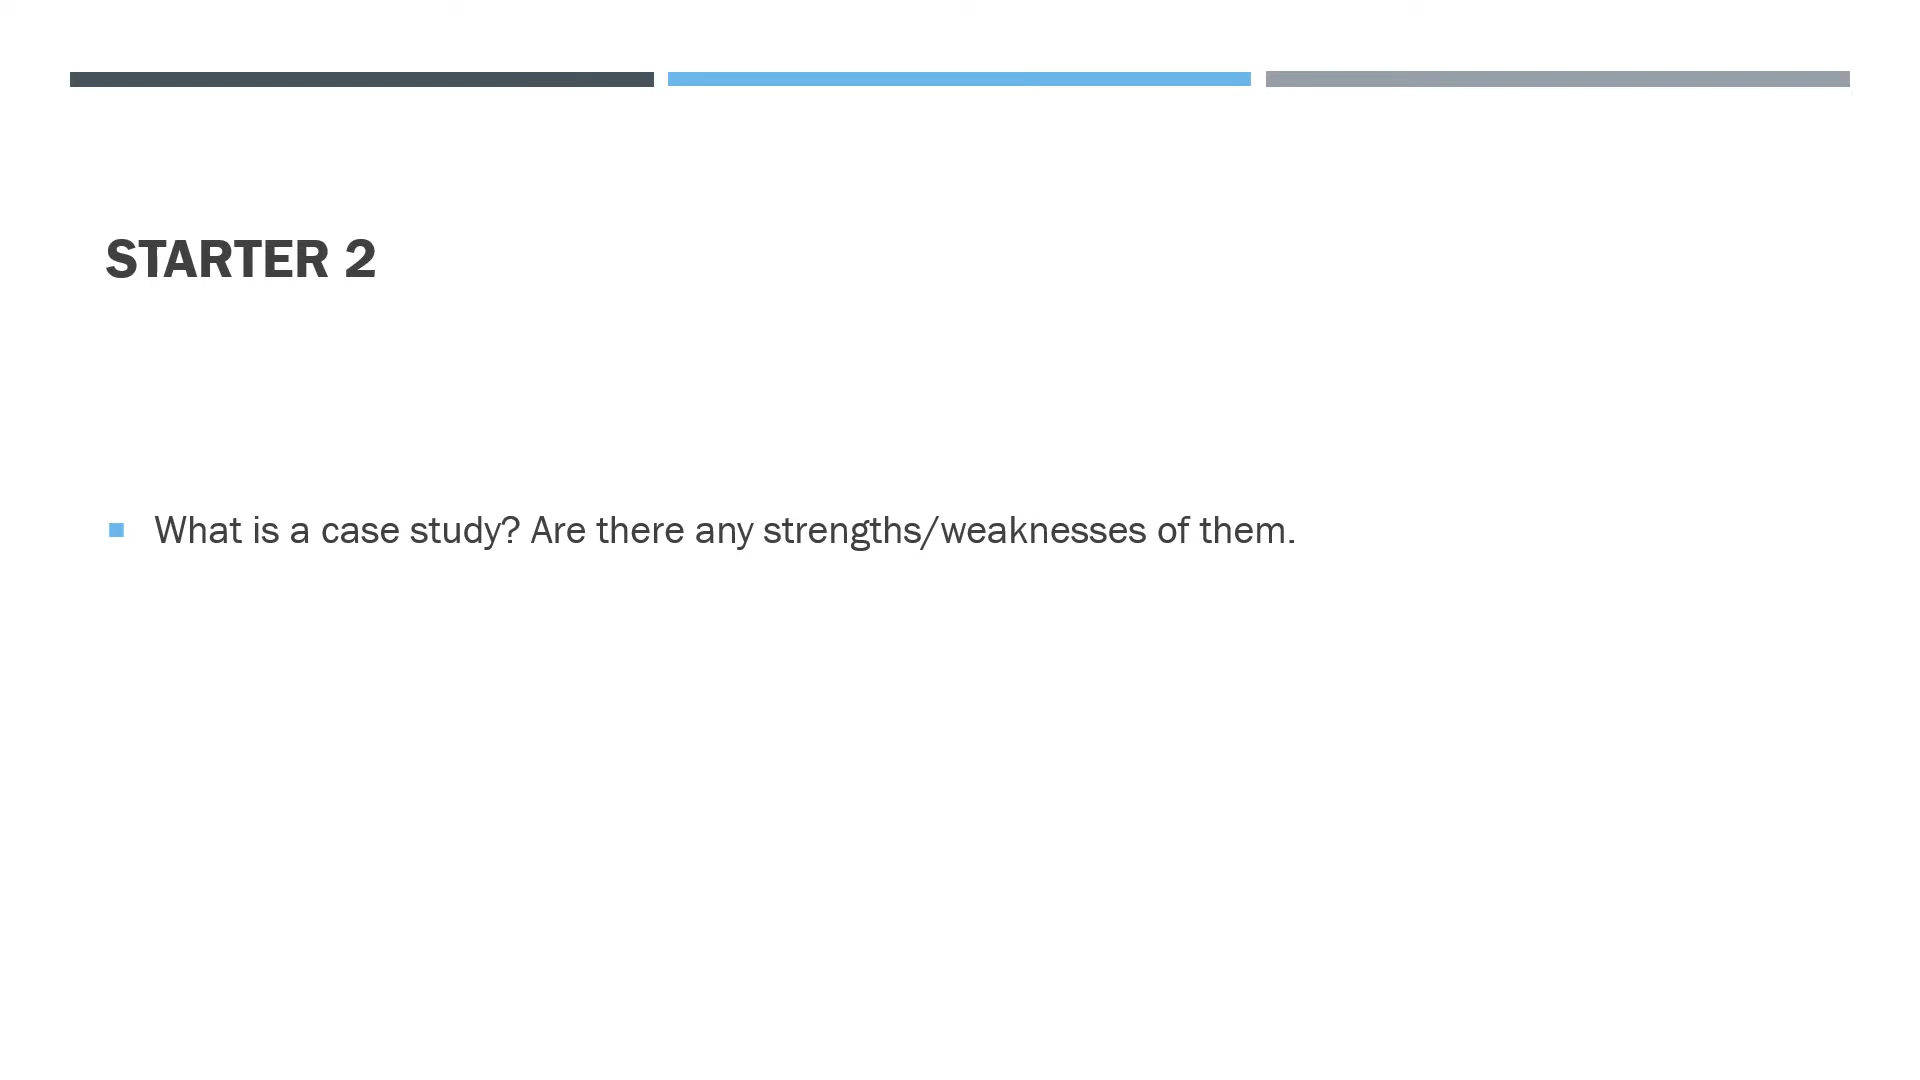 STARTER 2
What is a case study? Are there any strengths/weaknesses of them.